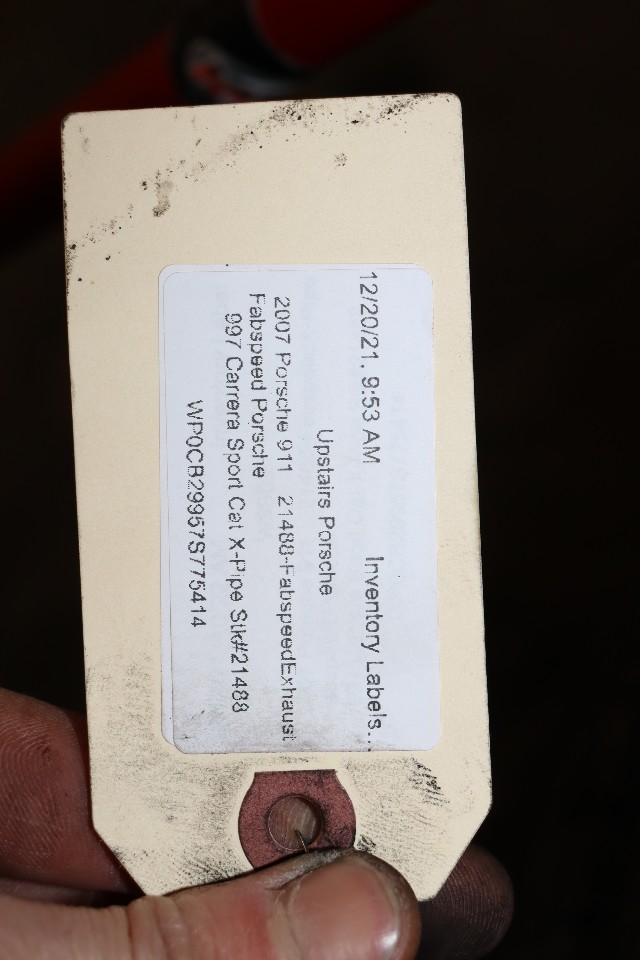 12/20/21, 9:53 AM Inventory Labels...
Upstairs Porsche
2007 Porsche 911 21488-FabspeedExhaust
Fabspeed Porsche
997 Carrera Sport Cat X-Pipe Stk#21488
WP0CB29957S775414